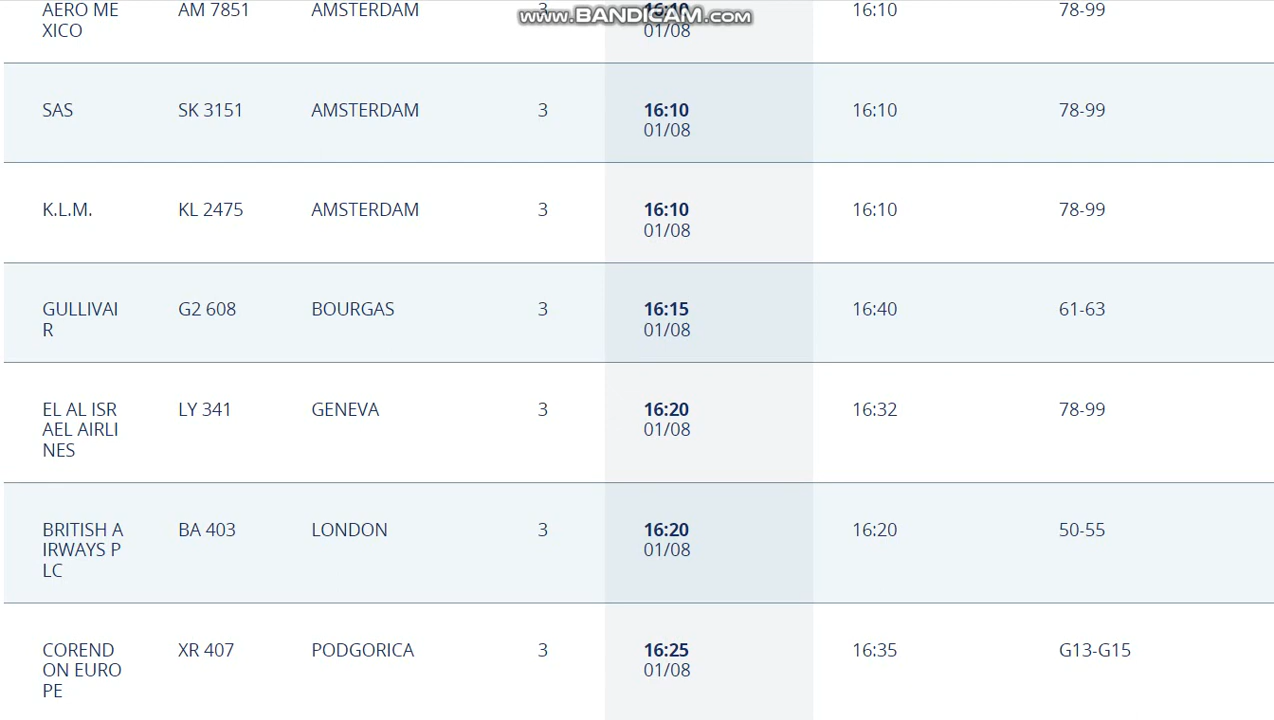 www.BANDICAM.com
AERO ME
XICO
AM 7851
AMSTERDAM
3
16:10
01/08
16:10
78-99
SAS
SK 3151
AMSTERDAM
3
16:10
01/08
16:10
78-99
K.L.M.
KL 2475
AMSTERDAM
3
16:10
01/08
16:10
78-99
GULLIVAI
R
G2 608
BOURGAS
3
16:15
01/08
16:40
61-63
EL AL ISR
AEL AIRLI
NES
LY 341
GENEVA
3
16:20
01/08
16:32
78-99
BRITISH A
IRWAYS P
LC
BA 403
LONDON
3
16:20
01/08
16:20
50-55
COREND
ON EURO
PE
XR 407
PODGORICA
3
16:25
01/08
16:35
G13-G15